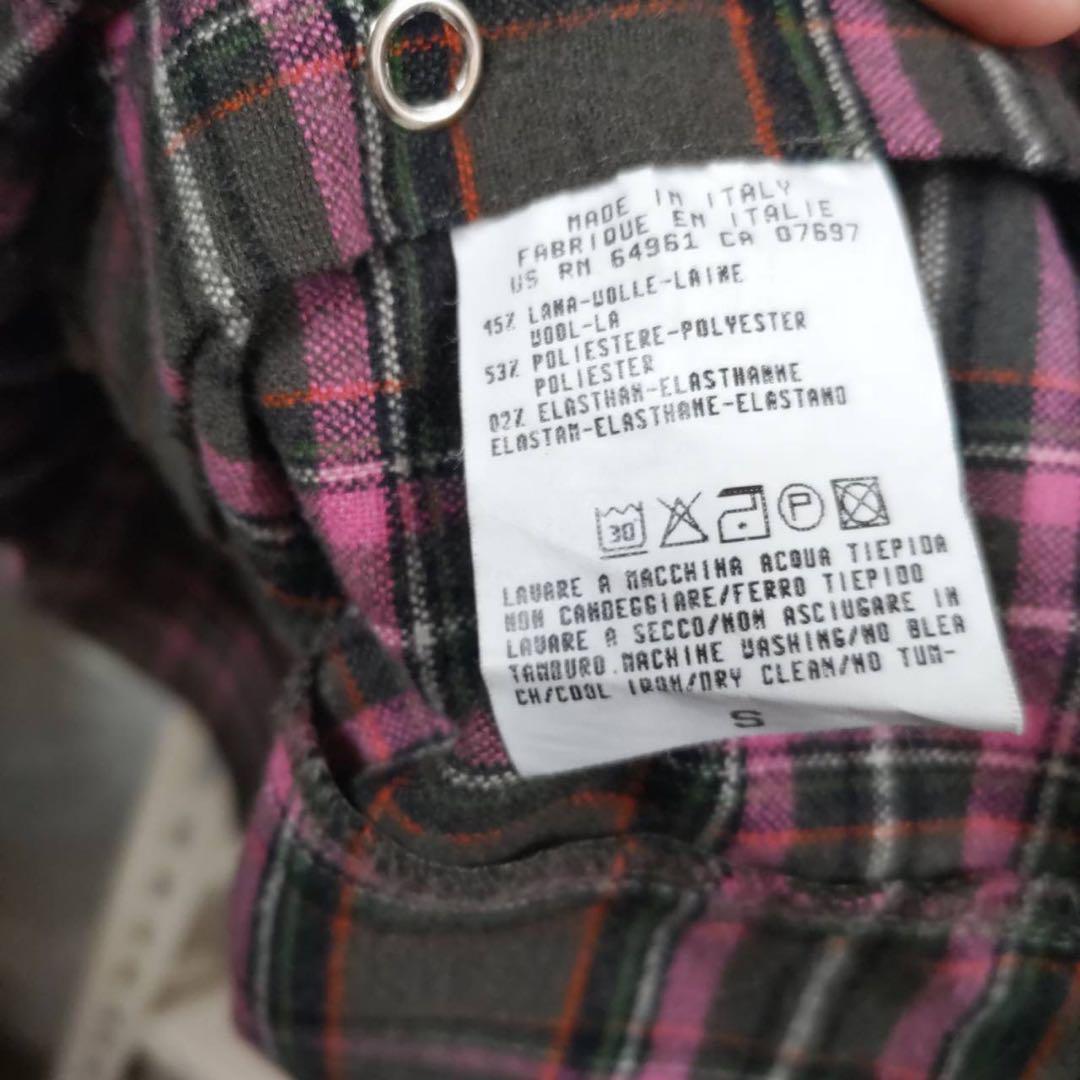 MADE IN ITALY
FABRIQUE EN ITALIE
US RN 64961 CA 07697
45% LANA-WOLLE-LAINE
WOOL-LA
53% POLIESTERE-POLYESTER
POLIESTER
02% ELASTHAN-ELASTHANNE
ELASTAN-ELASTHANE-ELASTANO
30 P
LAVARE A MACCHINA ACQUA TIEPIDA
NON CANDEGGIARE/FERRO TIEPIDO
LAVARE A SECCO/NON ASCIUGARE IN
TAMBURO.MACHINE WASHING/NO BLEA
CH/COOL IRON/DRY CLEAN/NO TUM-
S